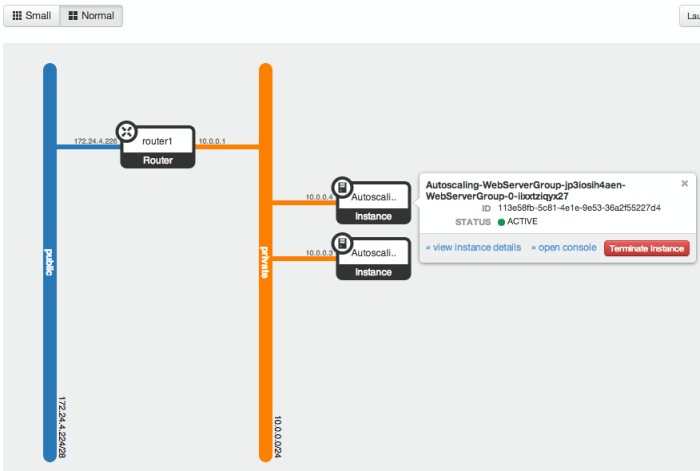 Small
Normal
Lau
172.24.4.226
router1
Router
10.0.0.1
10.0.0.4
Autoscali..
Instance
10.0.0.3
Autoscali..
Instance
Autoscaling-WebServerGroup-jp3iosih4aen-
WebServerGroup-0-iixxtziqyx27
ID 113e58fb-5c81-4e1e-9e53-36a2f55227d4
STATUS ACTIVE
» view instance details » open console Terminate Instance
public
private
172.24.4.224/28
10.0.0.0/24